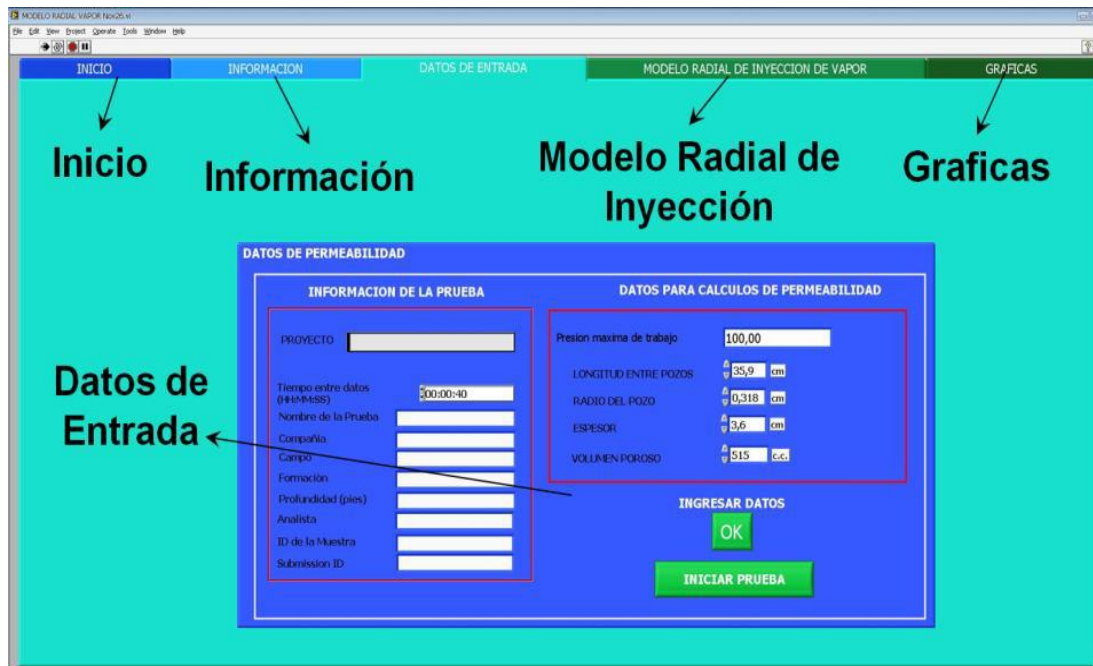 MODELO RADIAL VAPOR Nov26.vi
File Edit View Project Operate Tools Window Help
INICIO INFORMACION DATOS DE ENTRADA MODELO RADIAL DE INYECCION DE VAPOR GRAFICAS
Inicio
Información
Modelo Radial de
Inyección
Graficas
Datos de
Entrada
DATOS DE PERMEABILIDAD
INFORMACION DE LA PRUEBA
PROYECTO
Tiempo entre datos
(HH:MM:SS) 00:00:40
Nombre de la Prueba
Compañia
Campo
Formación
Profundidad (pies)
Analista
ID de la Muestra
Submission ID
DATOS PARA CALCULOS DE PERMEABILIDAD
Presion maxima de trabajo 100,00
LONGITUD ENTRE POZOS 35,9 cm
RADIO DEL POZO 0,318 cm
ESPESOR 3,6 cm
VOLUMEN POROSO 515 c.c.
INGRESAR DATOS
OK
INICIAR PRUEBA